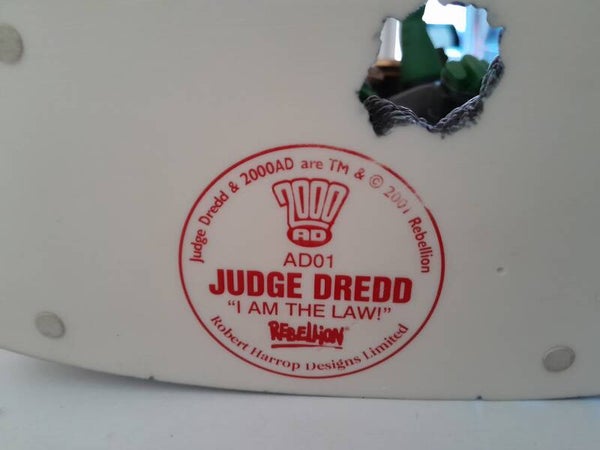 Judge Dredd & 2000AD are TM & © 2001 Rebellion
2000
AD
AD01
JUDGE DREDD
“I AM THE LAW!”
REBELLION
Robert Harrop Designs Limited